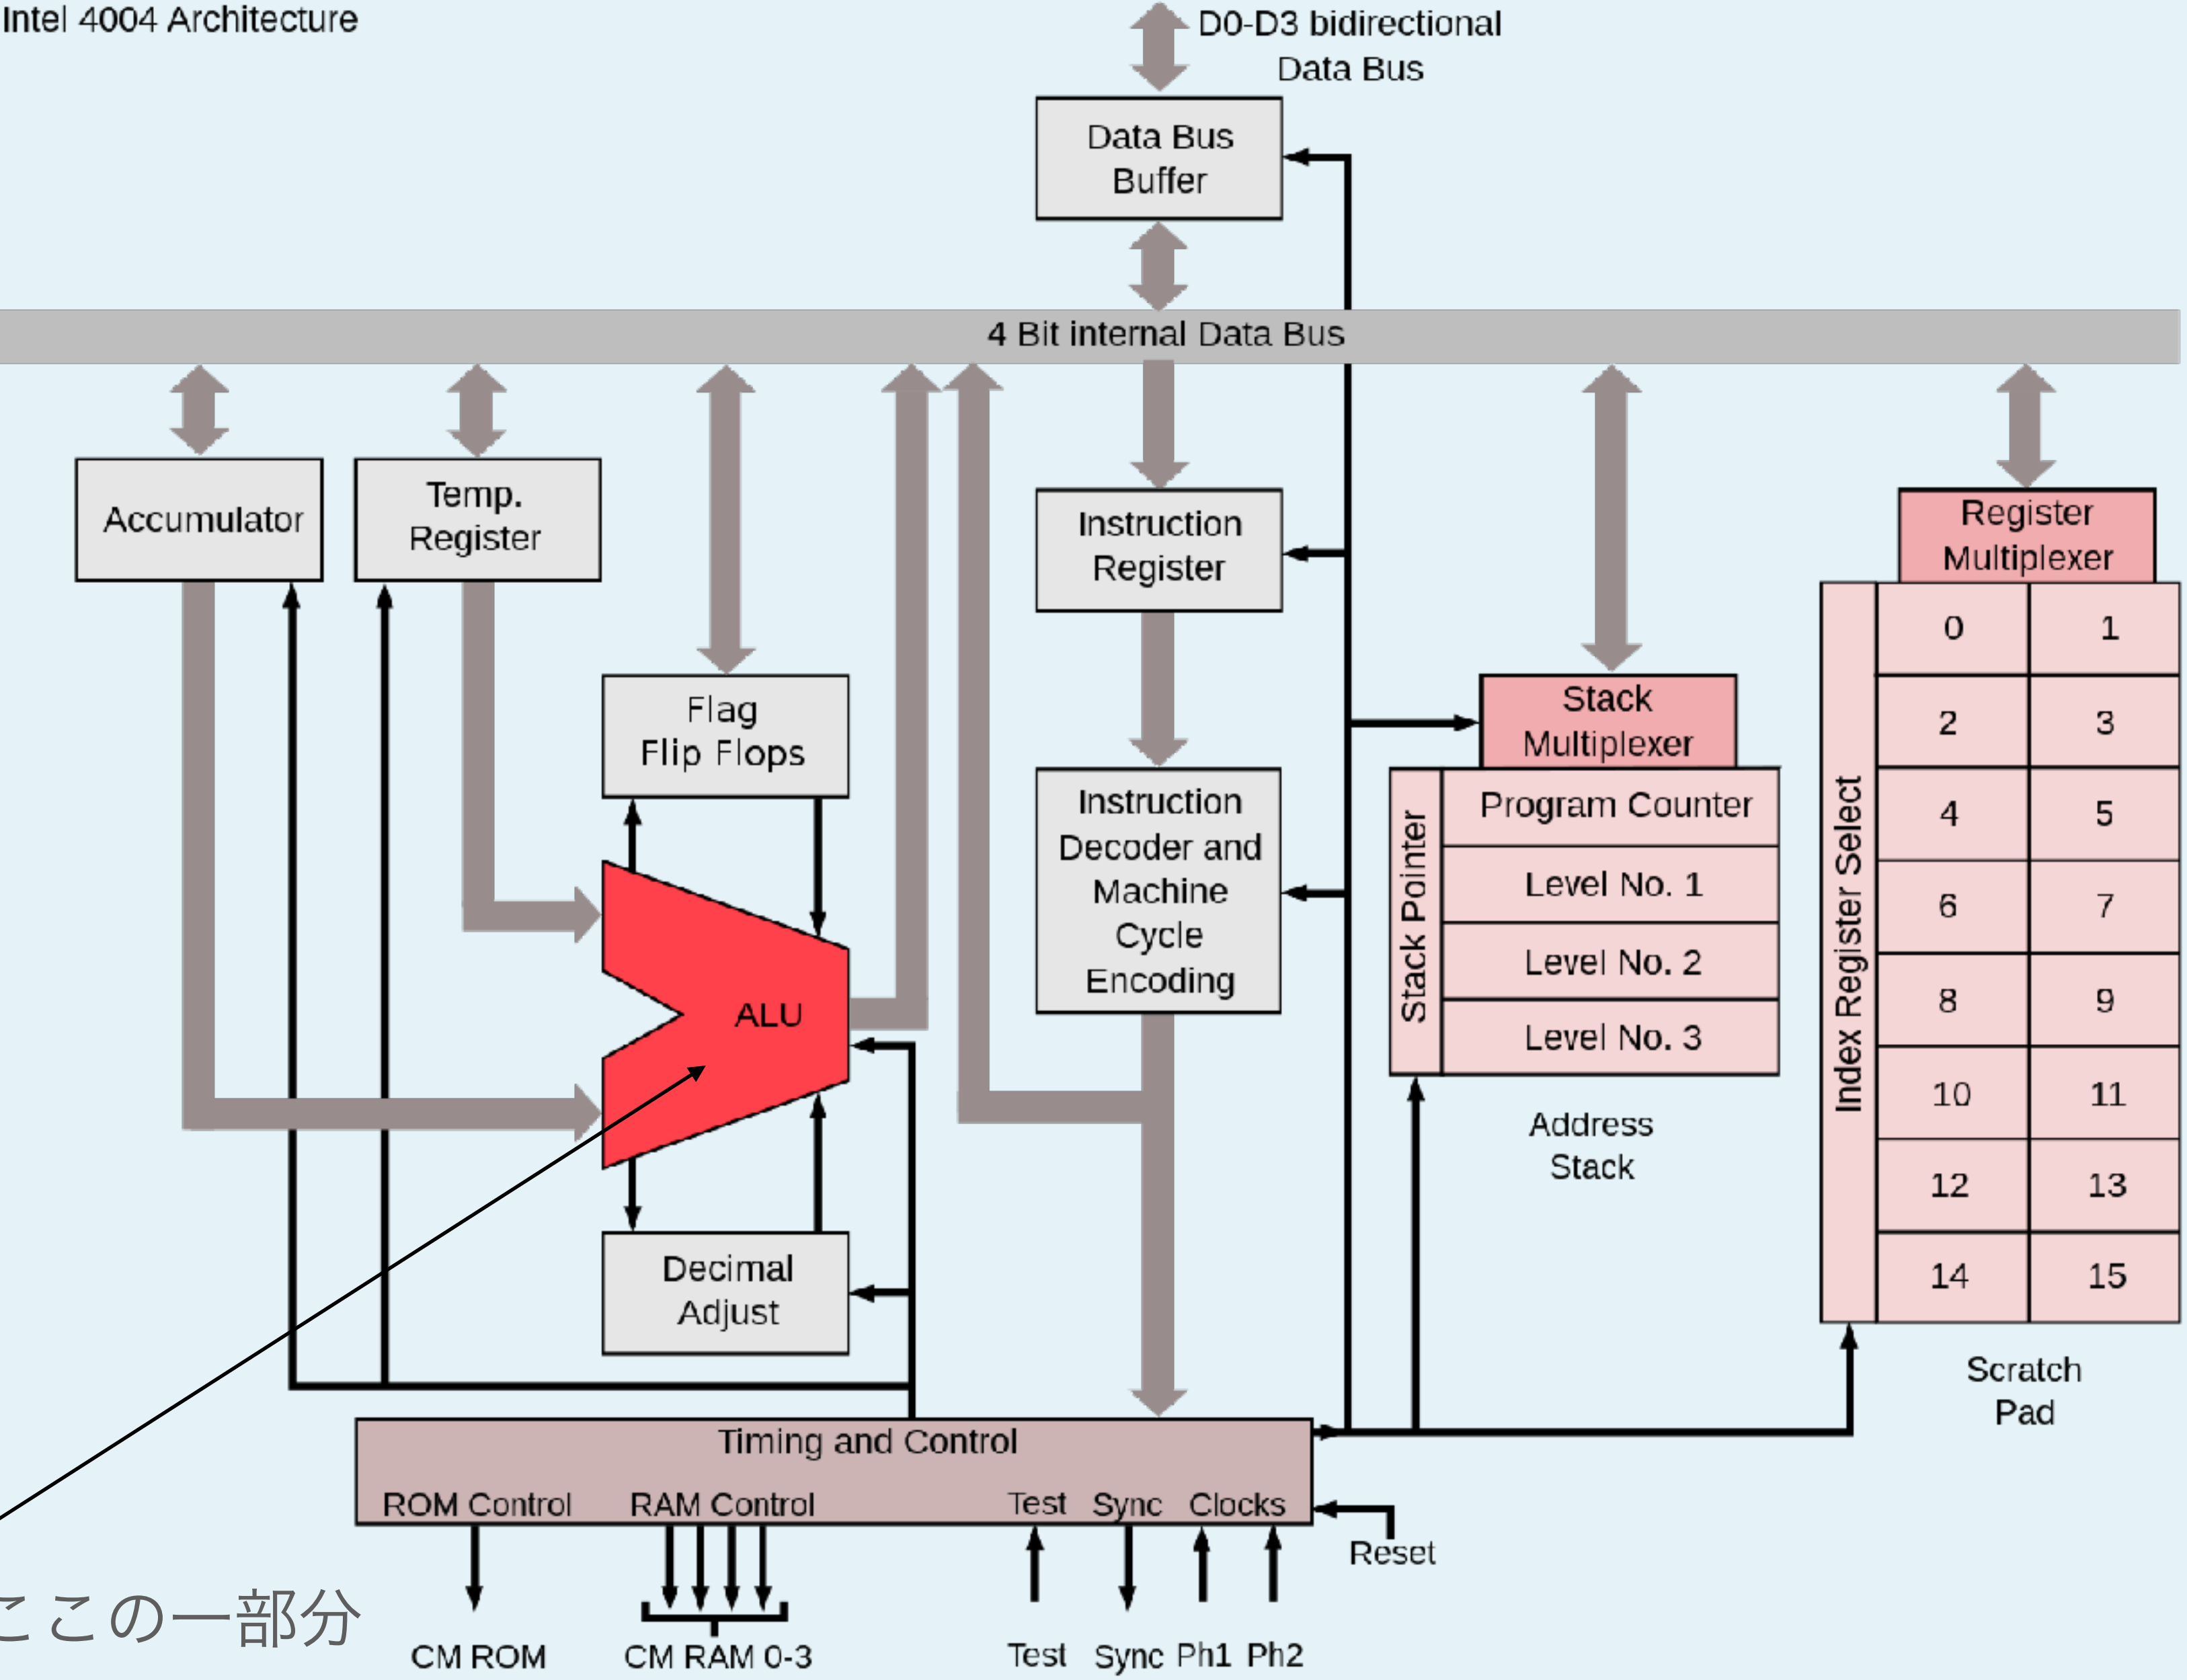 Intel 4004 Architecture
D0-D3 bidirectional
Data Bus
Data Bus
Buffer
4 Bit internal Data Bus
Accumulator
Temp.
Register
Flag
Flip Flops
ALU
Decimal
Adjust
Instruction
Register
Instruction
Decoder and
Machine
Cycle
Encoding
Stack
Multiplexer
Stack Pointer
Program Counter
Level No. 1
Level No. 2
Level No. 3
Address
Stack
Register
Multiplexer
Index Register Select
0 1
2 3
4 5
6 7
8 9
10 11
12 13
14 15
Scratch
Pad
Timing and Control
ROM Control RAM Control Test Sync Clocks
Reset
CM ROM CM RAM 0-3 Test Sync Ph1 Ph2
ここの一部分